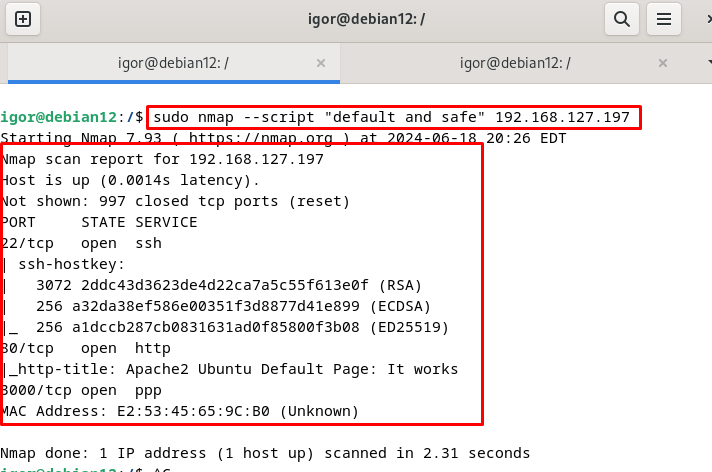 igor@debian12: /
igor@debian12: / ×
igor@debian12: / ×
igor@debian12:/$ sudo nmap --script "default and safe" 192.168.127.197
Starting Nmap 7.93 ( https://nmap.org ) at 2024-06-18 20:26 EDT
Nmap scan report for 192.168.127.197
Host is up (0.0014s latency).
Not shown: 997 closed tcp ports (reset)
PORT     STATE SERVICE
22/tcp   open  ssh
| ssh-hostkey:
|   3072 2ddc43d3623de4d22ca7a5c55f613e0f (RSA)
|   256 a32da38ef586e00351f3d8877d41e899 (ECDSA)
|_  256 a1dccb287cb0831631ad0f85800f3b08 (ED25519)
80/tcp   open  http
|_http-title: Apache2 Ubuntu Default Page: It works
3000/tcp open  ppp
MAC Address: E2:53:45:65:9C:B0 (Unknown)
Nmap done: 1 IP address (1 host up) scanned in 2.31 seconds
igor@debian12:/$ ^C